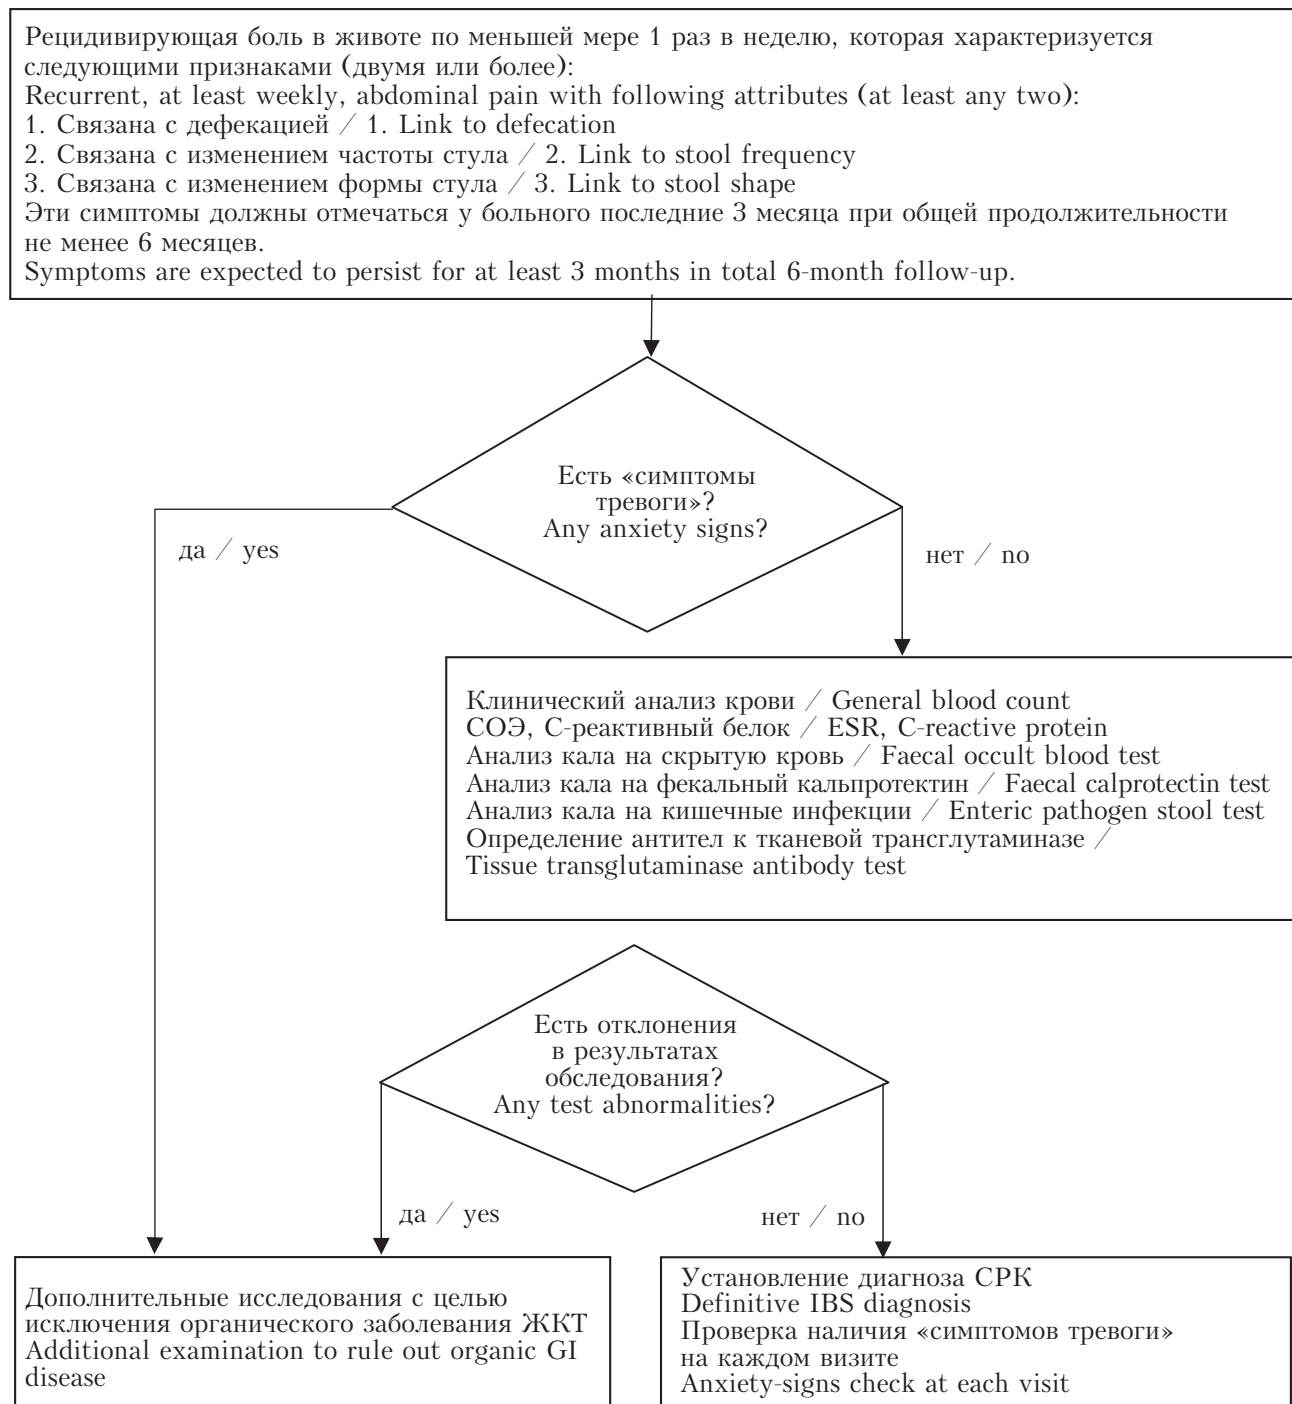 Рецидивирующая боль в животе по меньшей мере 1 раз в неделю, которая характеризуется
следующими признаками (двумя или более):
Recurrent, at least weekly, abdominal pain with following attributes (at least any two):
1. Связана с дефекацией / 1. Link to defecation
2. Связана с изменением частоты стула / 2. Link to stool frequency
3. Связана с изменением формы стула / 3. Link to stool shape
Эти симптомы должны отмечаться у больного последние 3 месяца при общей продолжительности
не менее 6 месяцев.
Symptoms are expected to persist for at least 3 months in total 6-month follow-up.
Есть «симптомы
тревоги»?
Any anxiety signs?
да / yes
нет / no
Клинический анализ крови / General blood count
СОЭ, С-реактивный белок / ESR, C-reactive protein
Анализ кала на скрытую кровь / Faecal occult blood test
Анализ кала на фекальный кальпротектин / Faecal calprotectin test
Анализ кала на кишечные инфекции / Enteric pathogen stool test
Определение антител к тканевой трансглутаминазе /
Tissue transglutaminase antibody test
Есть отклонения
в результатах
обследования?
Any test abnormalities?
да / yes
нет / no
Дополнительные исследования с целью
исключения органического заболевания ЖКТ
Additional examination to rule out organic GI
disease
Установление диагноза СРК
Definitive IBS diagnosis
Проверка наличия «симптомов тревоги»
на каждом визите
Anxiety-signs check at each visit